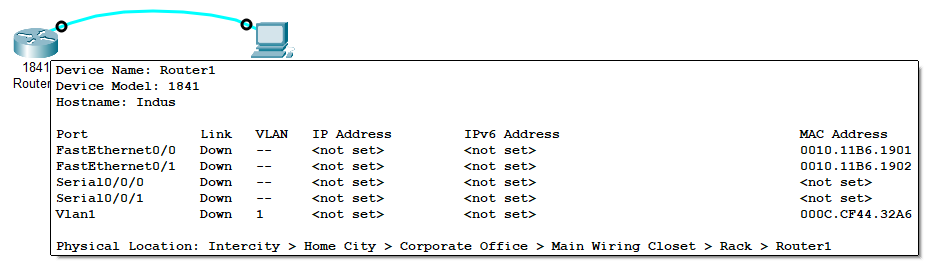 1841
Router
Device Name: Router1
Device Model: 1841
Hostname: Indus
Port Link VLAN IP Address IPv6 Address MAC Address
FastEthernet0/0 Down -- <not set> <not set> 0010.11B6.1901
FastEthernet0/1 Down -- <not set> <not set> 0010.11B6.1902
Serial0/0/0 Down -- <not set> <not set> <not set>
Serial0/0/1 Down -- <not set> <not set> <not set>
Vlan1 Down 1 <not set> <not set> 000C.CF44.32A6
Physical Location: Intercity > Home City > Corporate Office > Main Wiring Closet > Rack > Router1